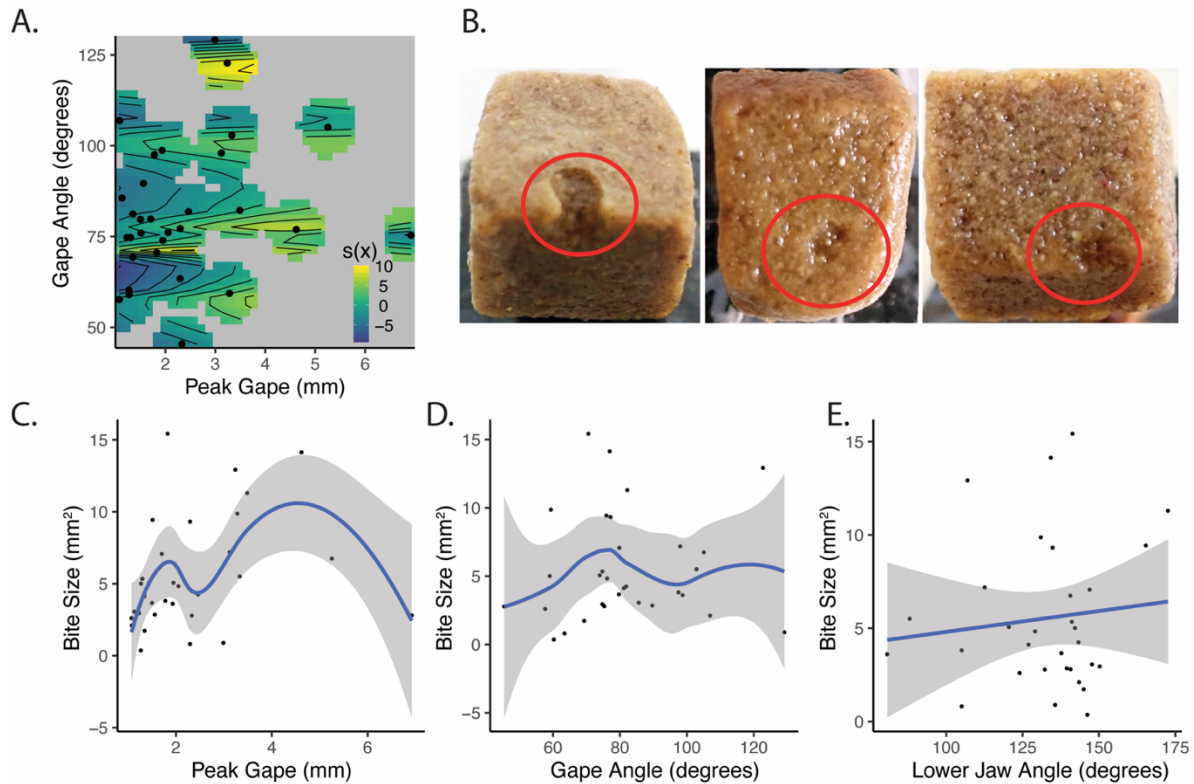 A.
B.
125
100
75
50
Gape Angle (degrees)
s(x)
10
5
0
−5
2 3 4 5 6
Peak Gape (mm)
C.
D.
E.
15
10
5
0
−5
Bite Size (mm²)
2 4 6
Peak Gape (mm)
15
10
5
0
−5
Bite Size (mm²)
60 80 100 120
Gape Angle (degrees)
15
10
5
0
Bite Size (mm²)
100 125 150 175
Lower Jaw Angle (degrees)